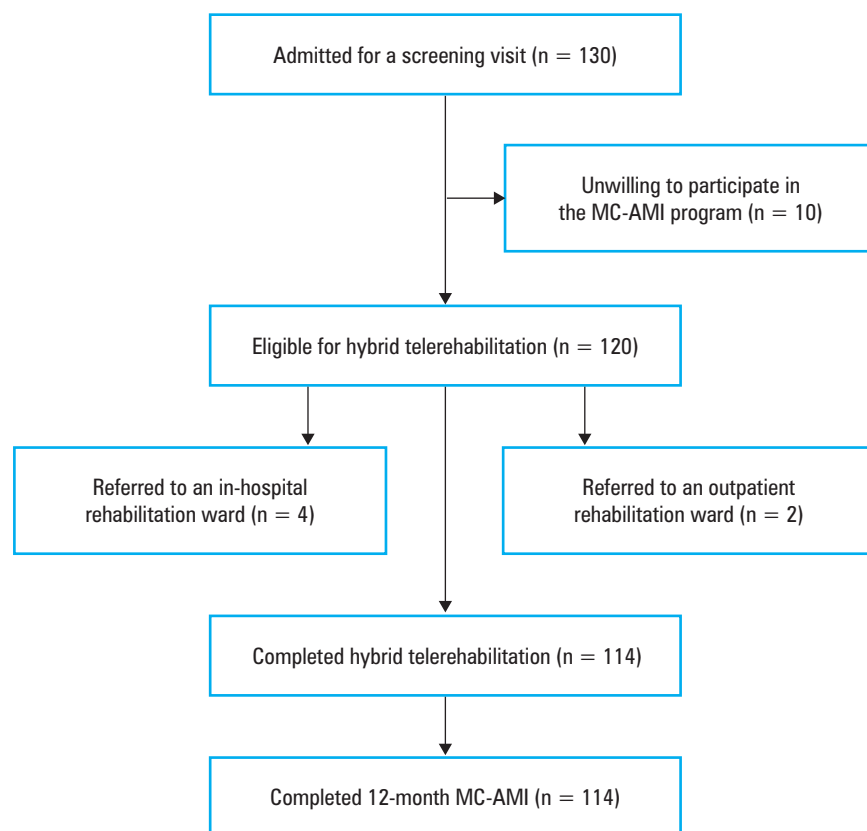 Admitted for a screening visit (n = 130)
Unwilling to participate in
the MC-AMI program (n = 10)
Eligible for hybrid telerehabilitation (n = 120)
Referred to an in-hospital
rehabilitation ward (n = 4)
Referred to an outpatient
rehabilitation ward (n = 2)
Completed hybrid telerehabilitation (n = 114)
Completed 12-month MC-AMI (n = 114)